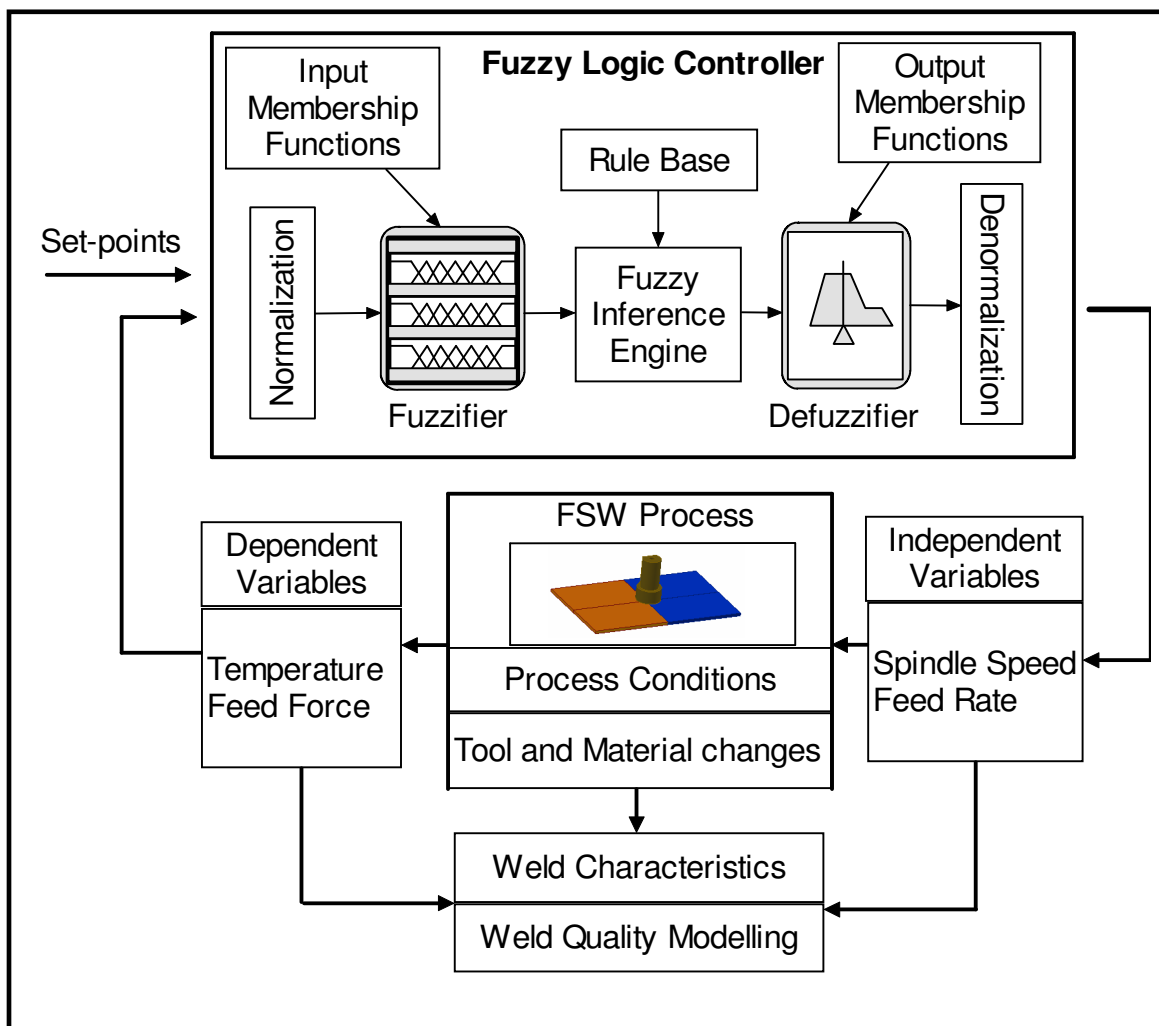 Fuzzy Logic Controller
Input
Membership
Functions
Output
Membership
Functions
Rule Base
Set-points
Normalization
Fuzzy
Inference
Engine
Denormalization
Fuzzifier
Defuzzifier
FSW Process
Dependent
Variables
Independent
Variables
Temperature
Feed Force
Process Conditions
Spindle Speed
Feed Rate
Tool and Material changes
Weld Characteristics
Weld Quality Modelling